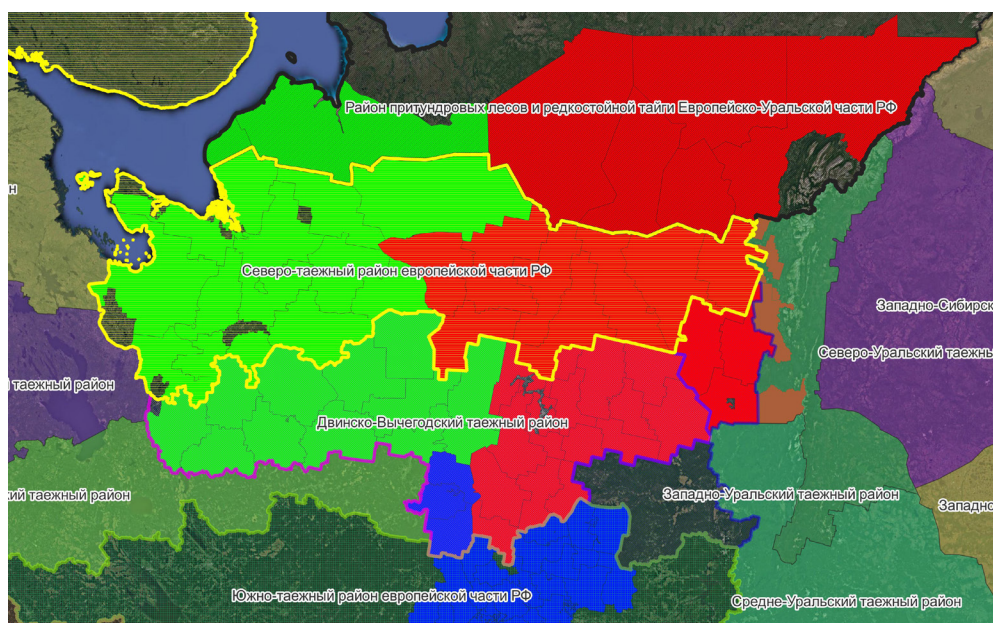 Район притундровых лесов и редкостойной тайги Европейско-Уральской части РФ
н
Северо-таежный район европейской части РФ
Западно-Сибирск
Северо-Уральский таежны
й таежный район
Двинско-Вычегодский таежный район
кий таежный район
Западно-Уральский таежный район
Западно
Южно-таежный район европейской части РФ
Средне-Уральский таежный район